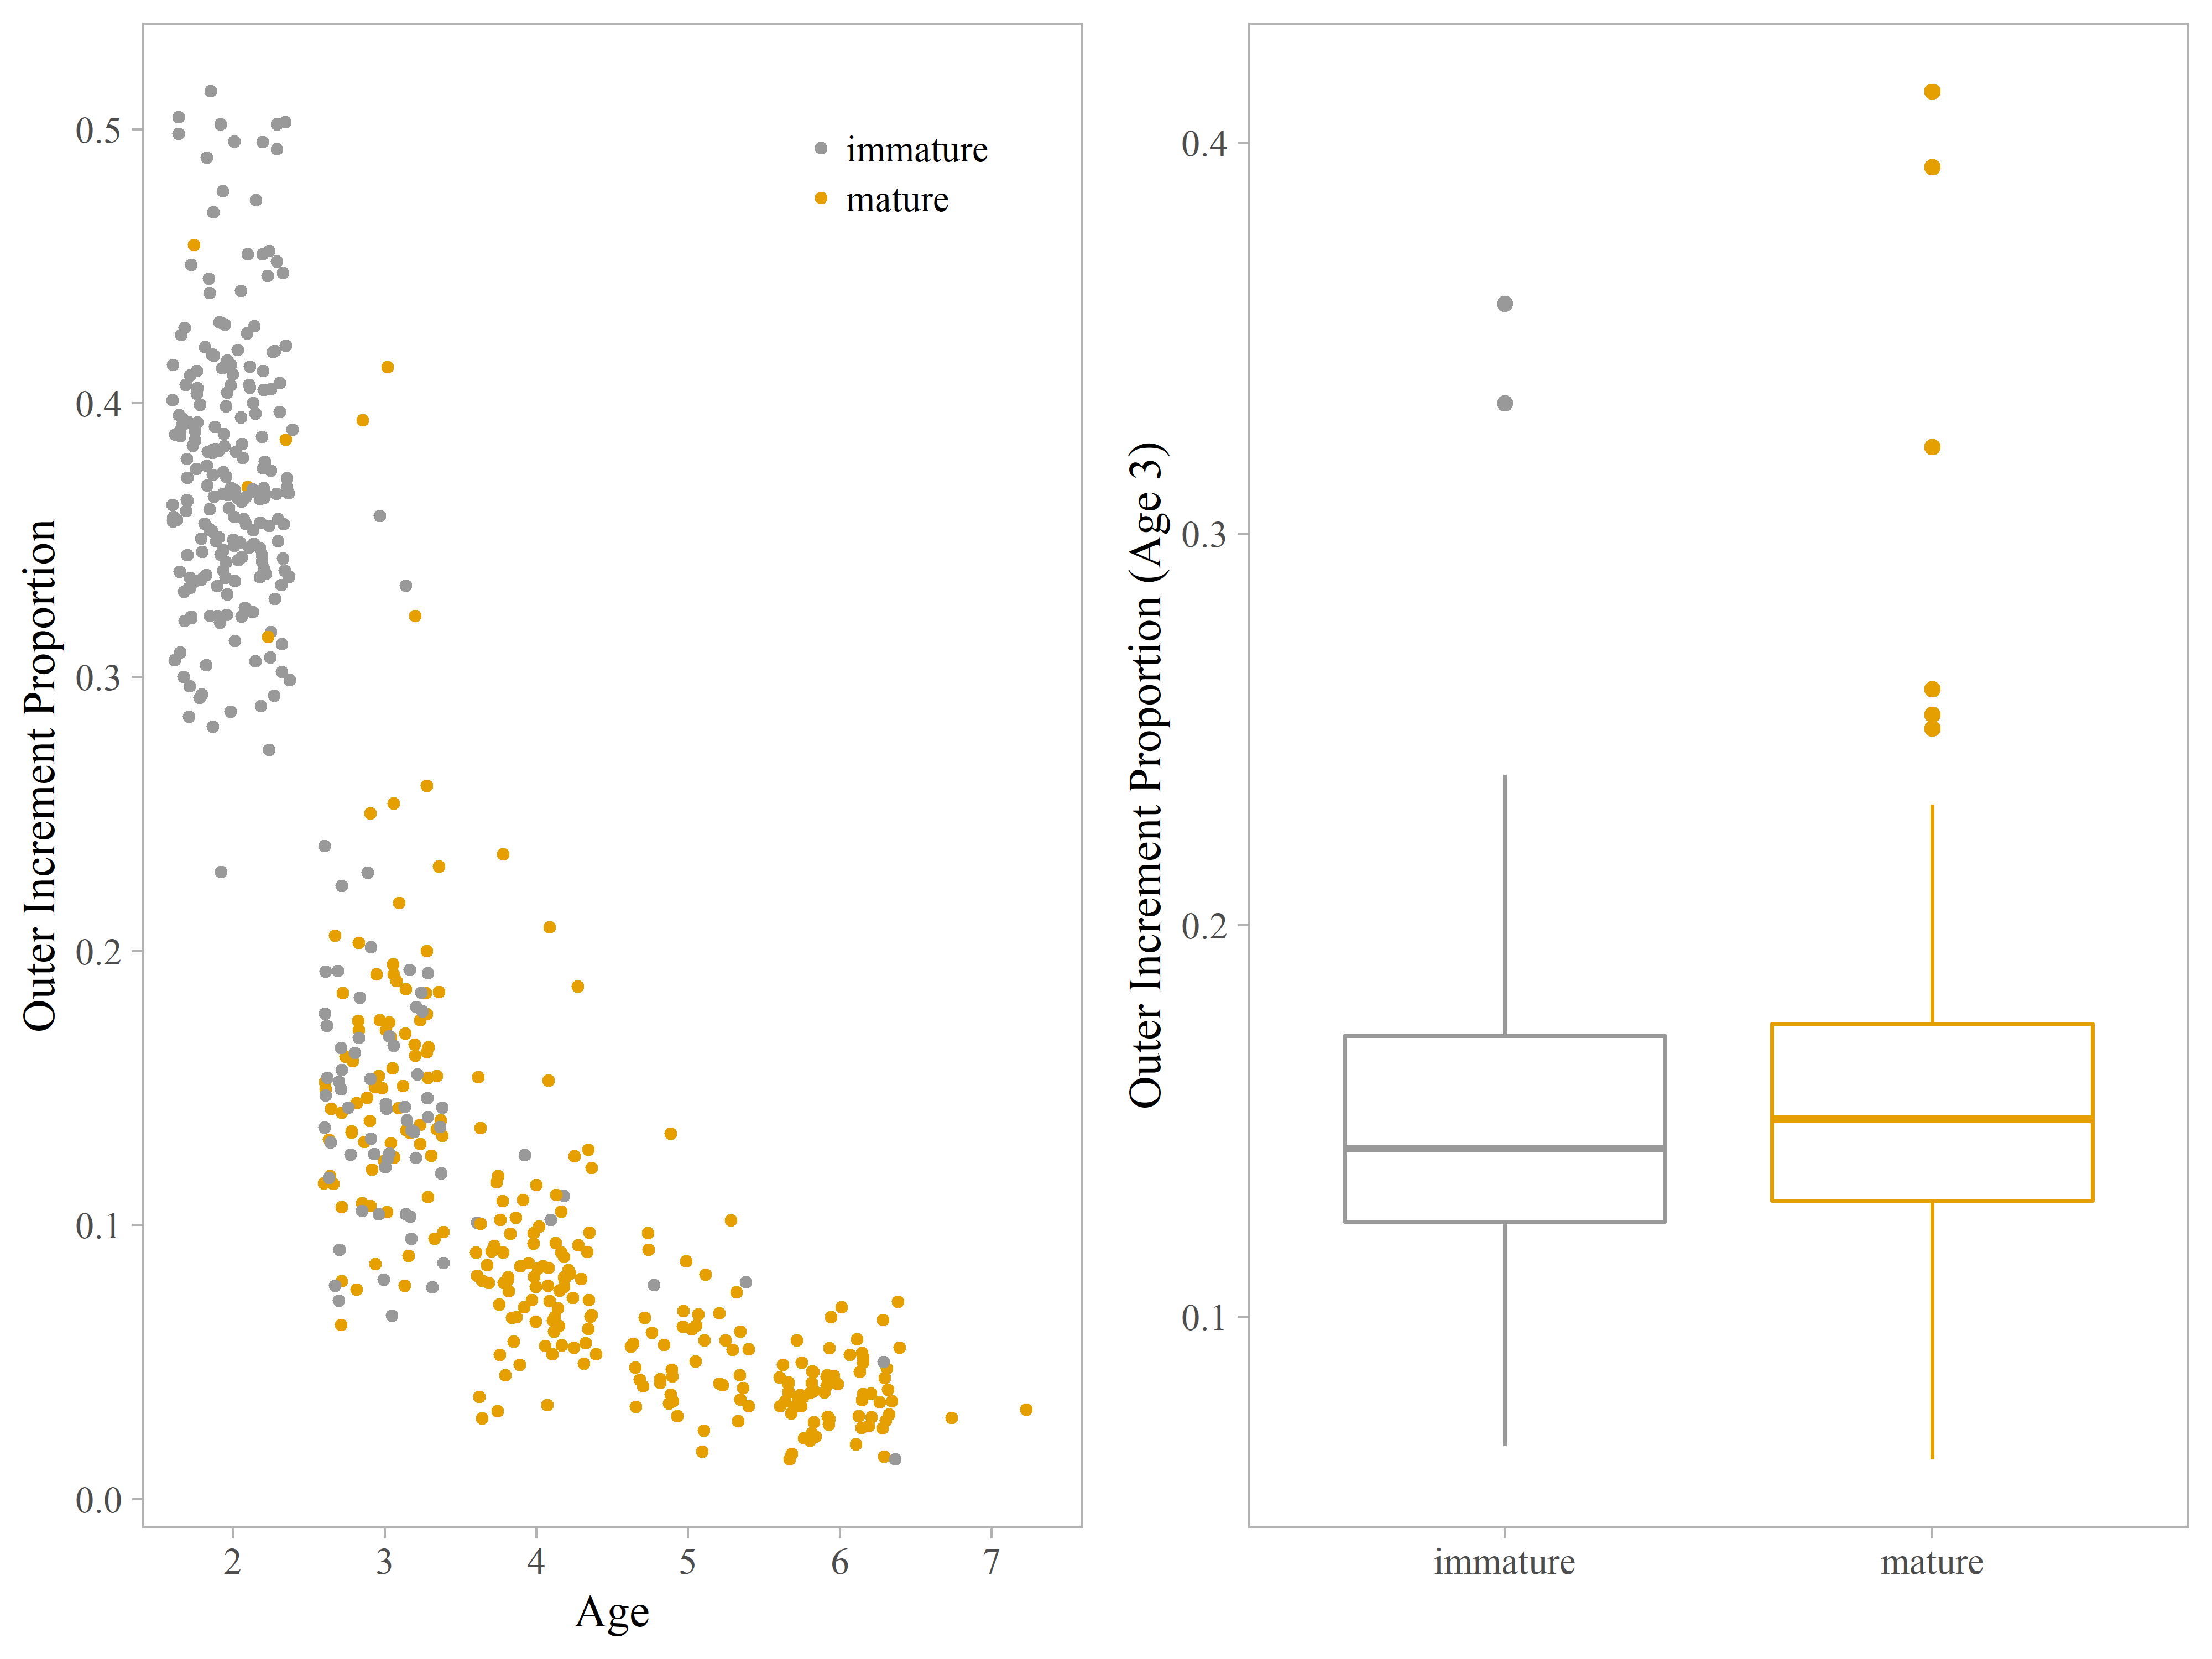 Outer Increment Proportion
0.5
0.4
0.3
0.2
0.1
0.0
immature
mature
2 3 4 5 6 7
Age
Outer Increment Proportion (Age 3)
0.4
0.3
0.2
0.1
immature mature